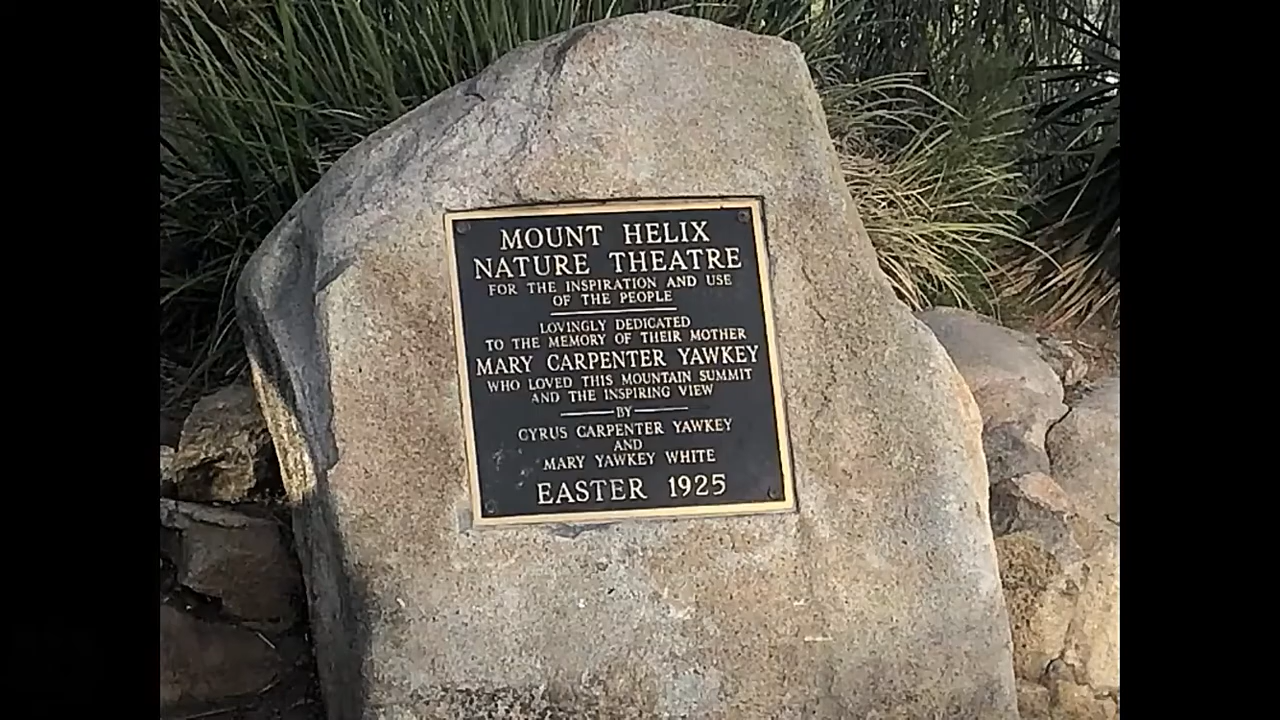 MOUNT HELIX
NATURE THEATRE
FOR THE INSPIRATION AND USE
OF THE PEOPLE
LOVINGLY DEDICATED
TO THE MEMORY OF THEIR MOTHER
MARY CARPENTER YAWKEY
WHO LOVED THIS MOUNTAIN SUMMIT
AND THE INSPIRING VIEW
BY
CYRUS CARPENTER YAWKEY
AND
MARY YAWKEY WHITE
EASTER 1925